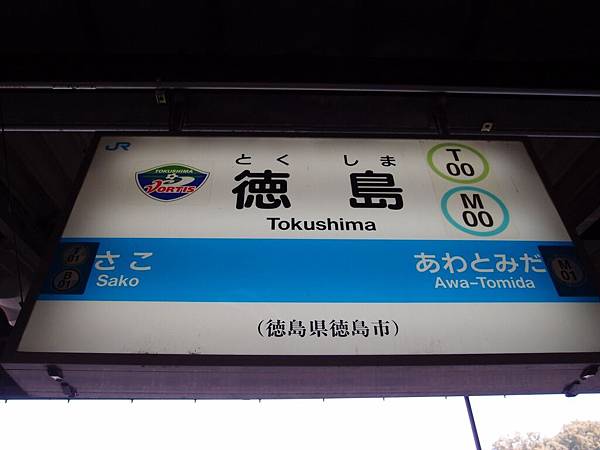 JR
TOKUSHIMA
VORTIS
とくしま
徳島
Tokushima
T
00
M
00
Y
01
B
01
さこ
Sako
あわとみだ
Awa-Tomida
M
01
(徳島県徳島市)